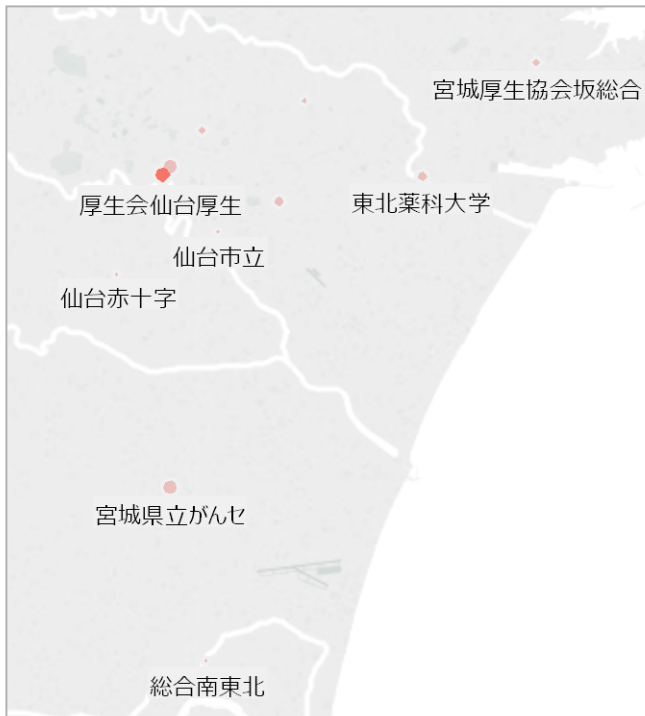 宮城厚生協会坂総合
厚生会仙台厚生
東北薬科大学
仙台市立
仙台赤十字
宮城県立がんセ
総合南東北